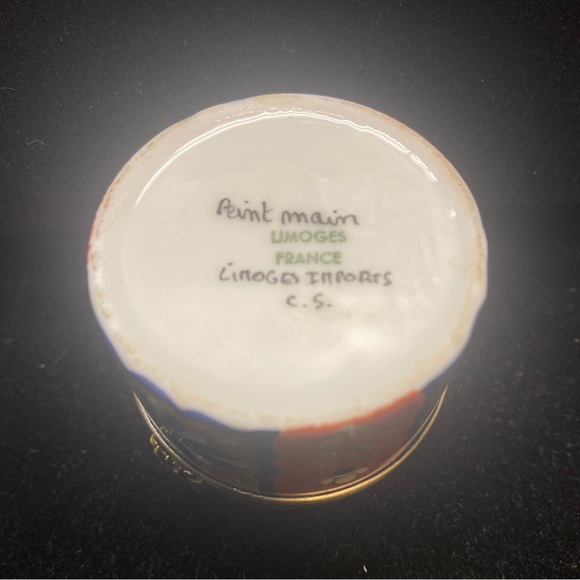 Peint main
LIMOGES
FRANCE
LIMOGES IMPORTS
C.S.